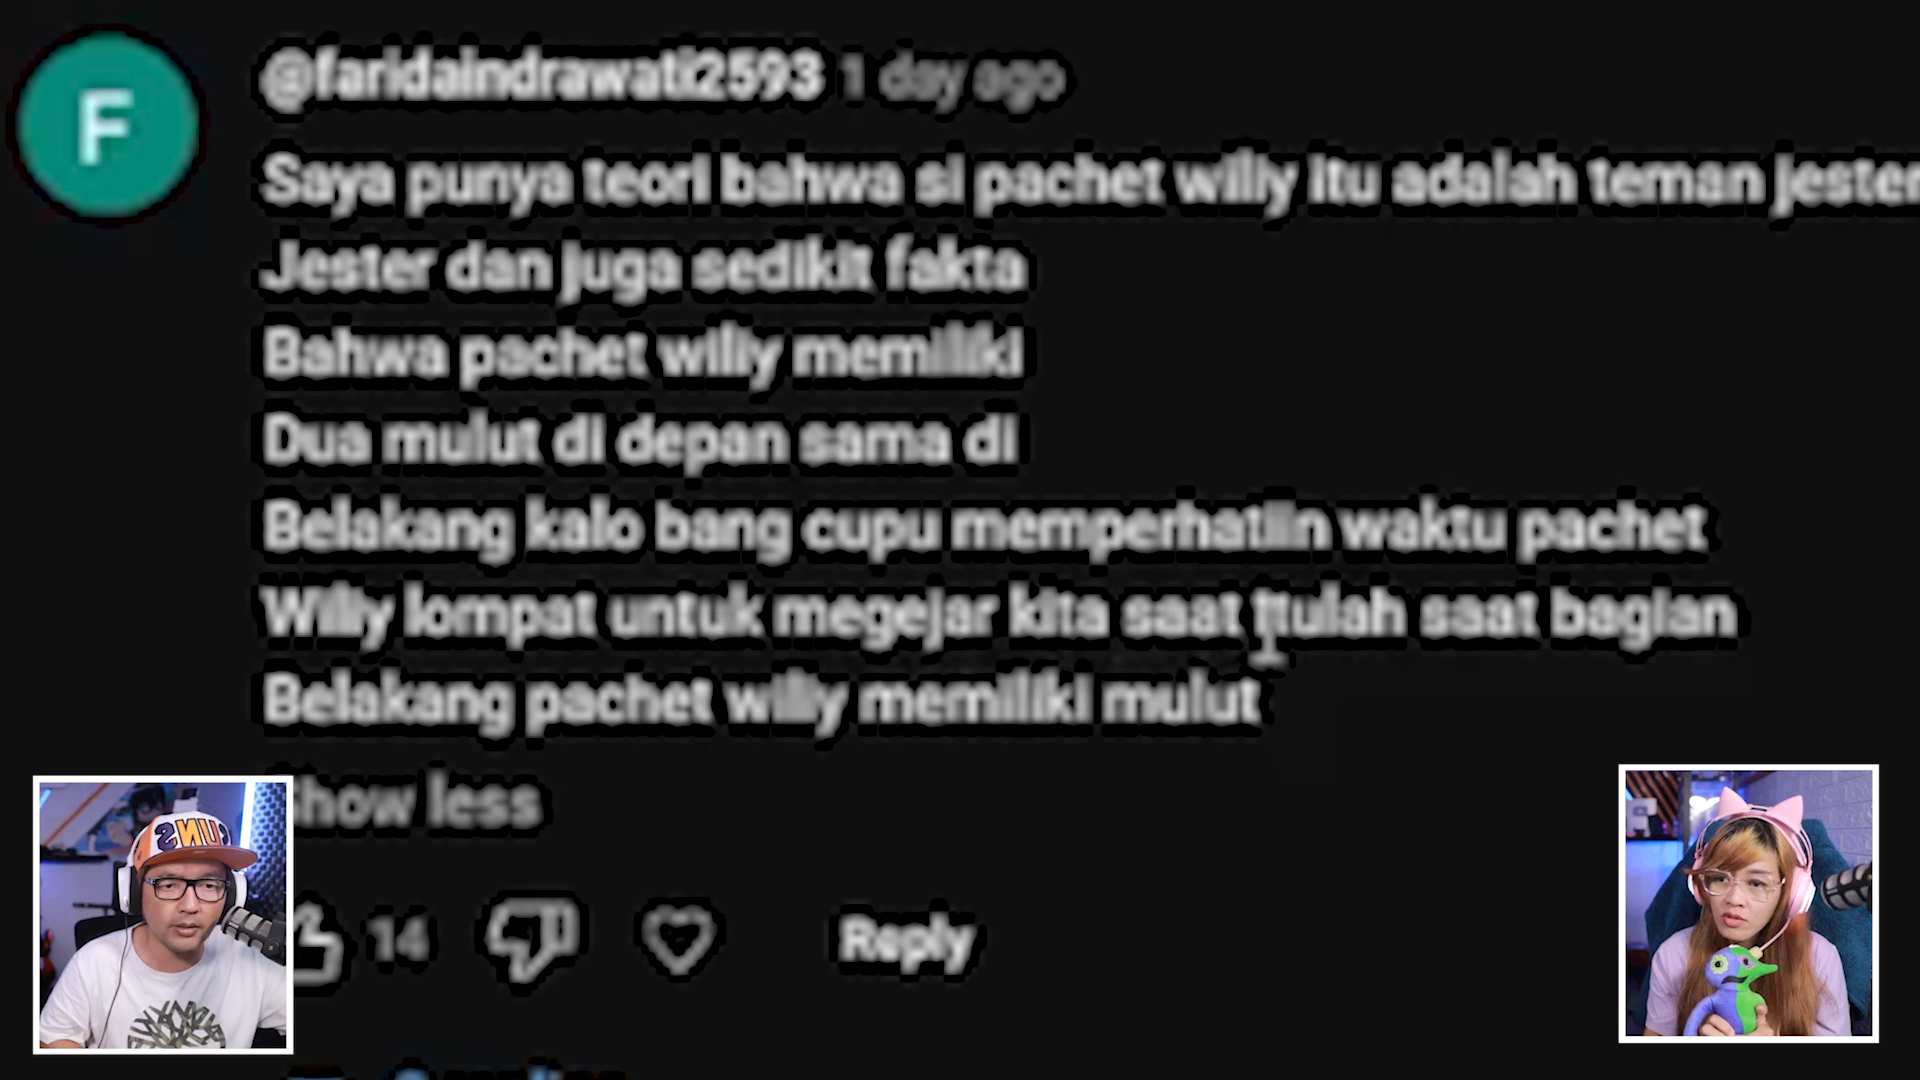 F
@faridaindrawati2593 1 day ago
Saya punya teori bahwa si pachet willy itu adalah teman jester
Jester dan juga sedikit fakta
Bahwa pachet willy memiliki
Dua mulut di depan sama di
Belakang kalo bang cupu memperhatiin waktu pachet
Willy lompat untuk megejar kita saat itulah saat bagian
Belakang pachet willy memiliki mulut
Show less
14 Reply